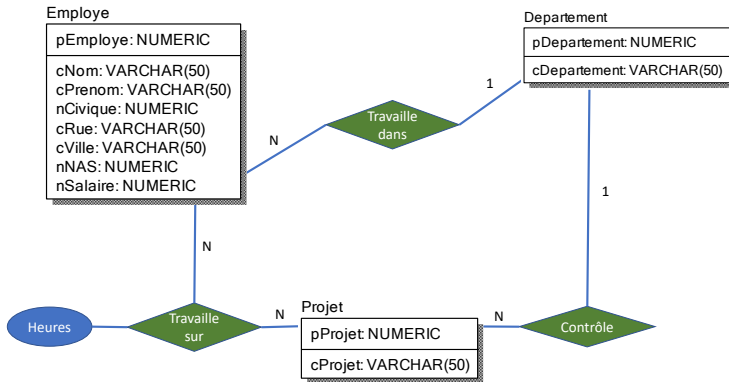 Employe
pEmploye: NUMERIC
cNom: VARCHAR(50)
cPrenom: VARCHAR(50)
nCivique: NUMERIC
cRue: VARCHAR(50)
cVille: VARCHAR(50)
nNAS: NUMERIC
nSalaire: NUMERIC
Departement
pDepartement: NUMERIC
cDepartement: VARCHAR(50)
1
Travaille
dans
N
1
N
Heures
Travaille
sur
N
Projet
pProjet: NUMERIC
cProjet: VARCHAR(50)
N
Contrôle